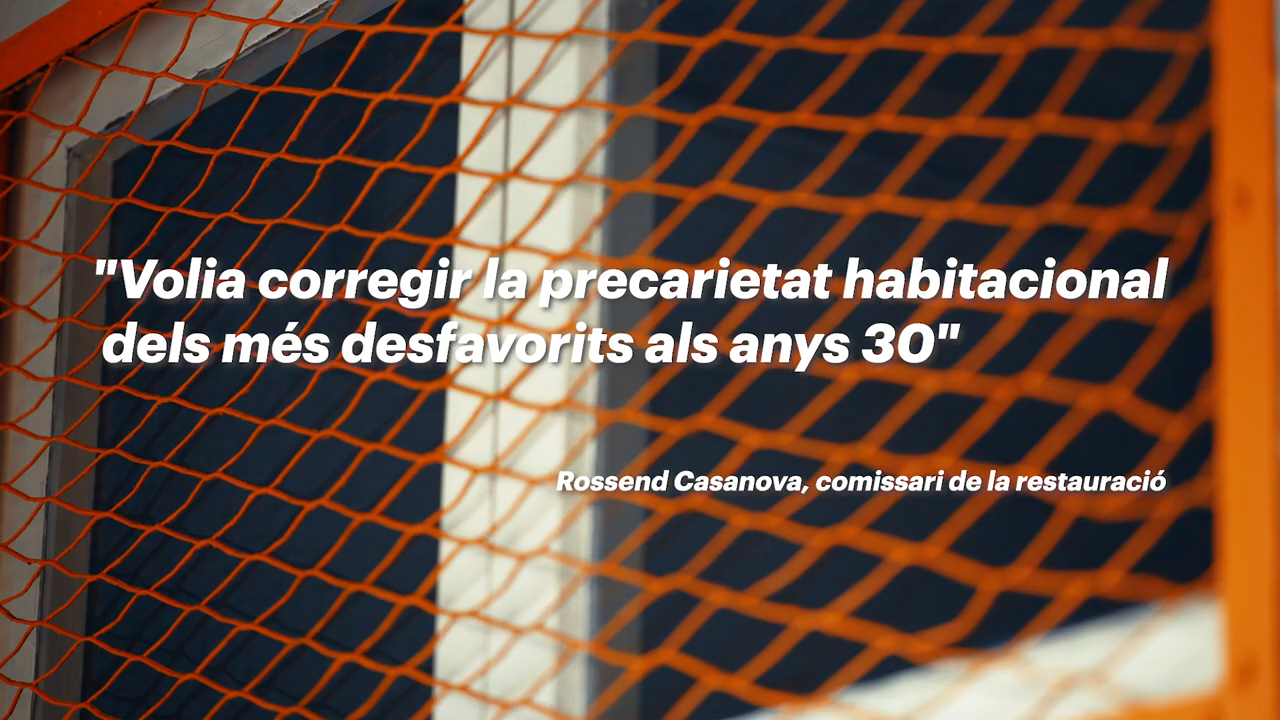 "Volia corregir la precarietat habitacional
dels més desfavorits als anys 30"
Rossend Casanova, comissari de la restauració